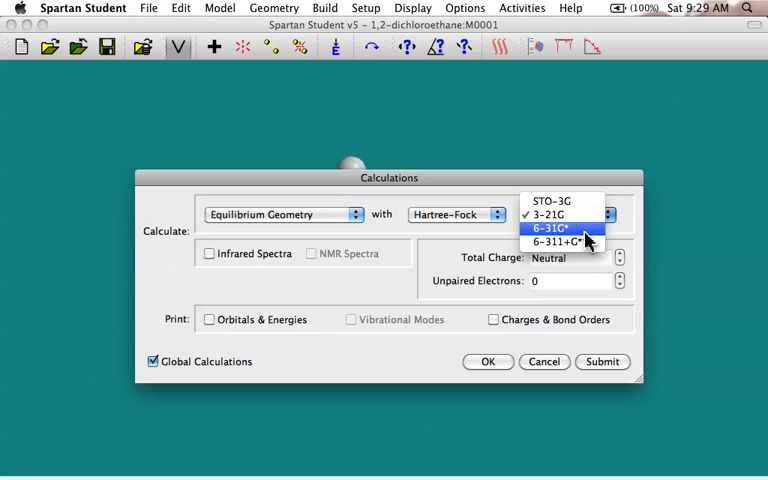 Spartan Student File Edit Model Geometry Build Setup Display Options Activities Help (100%) Sat 9:29 AM
Spartan Student v5 - 1,2-dichloroethane:M0001
Calculations
STO-3G
Calculate: Equilibrium Geometry with Hartree-Fock 3-21G
6-31G*
6-311+G*
Infrared Spectra NMR Spectra Total Charge: Neutral
Unpaired Electrons: 0
Print: Orbitals & Energies Vibrational Modes Charges & Bond Orders
Global Calculations OK Cancel Submit